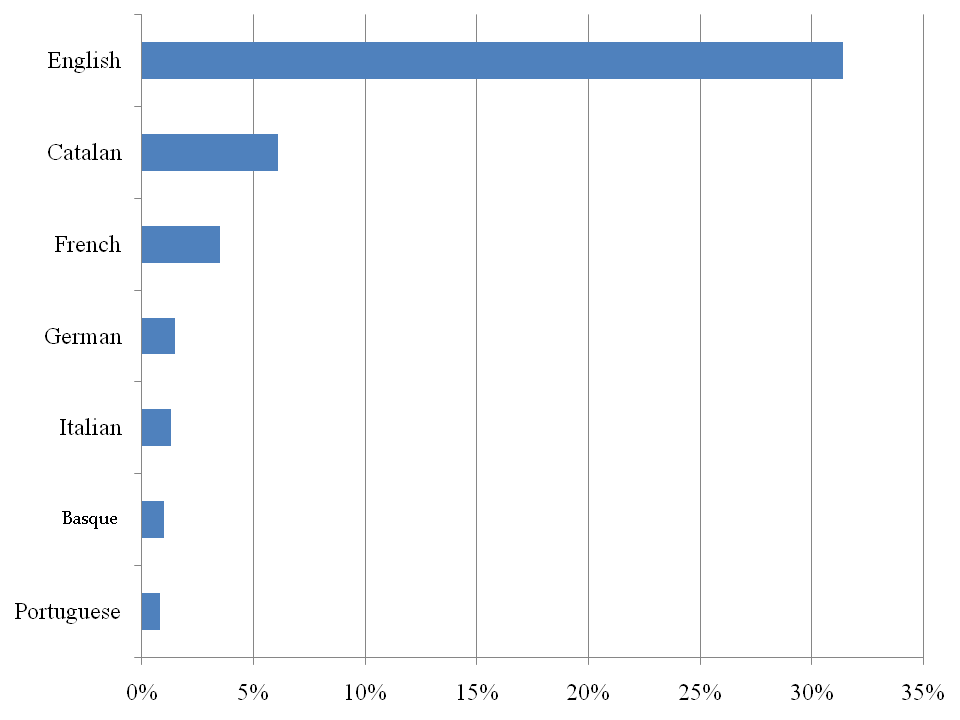 English
Catalan
French
German
Italian
Basque
Portuguese
0% 5% 10% 15% 20% 25% 30% 35%